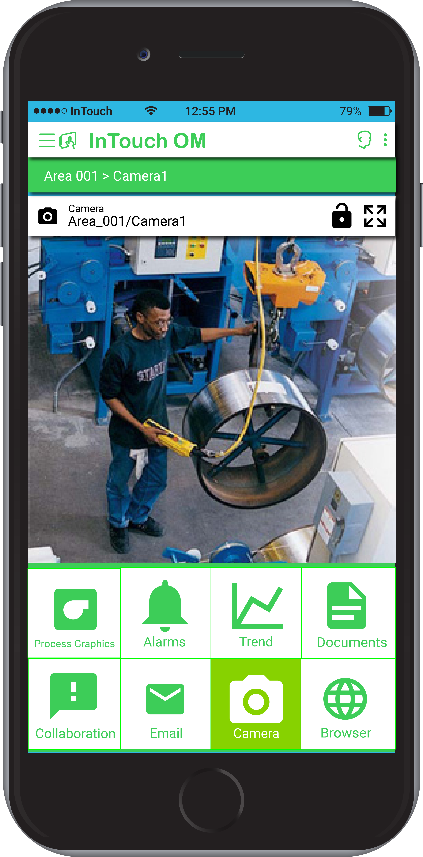 InTouch 12:55 PM 79%
InTouch OM
Area 001 > Camera1
Camera
Area_001/Camera1
Process Graphics Alarms Trend Documents
Collaboration Email Camera Browser